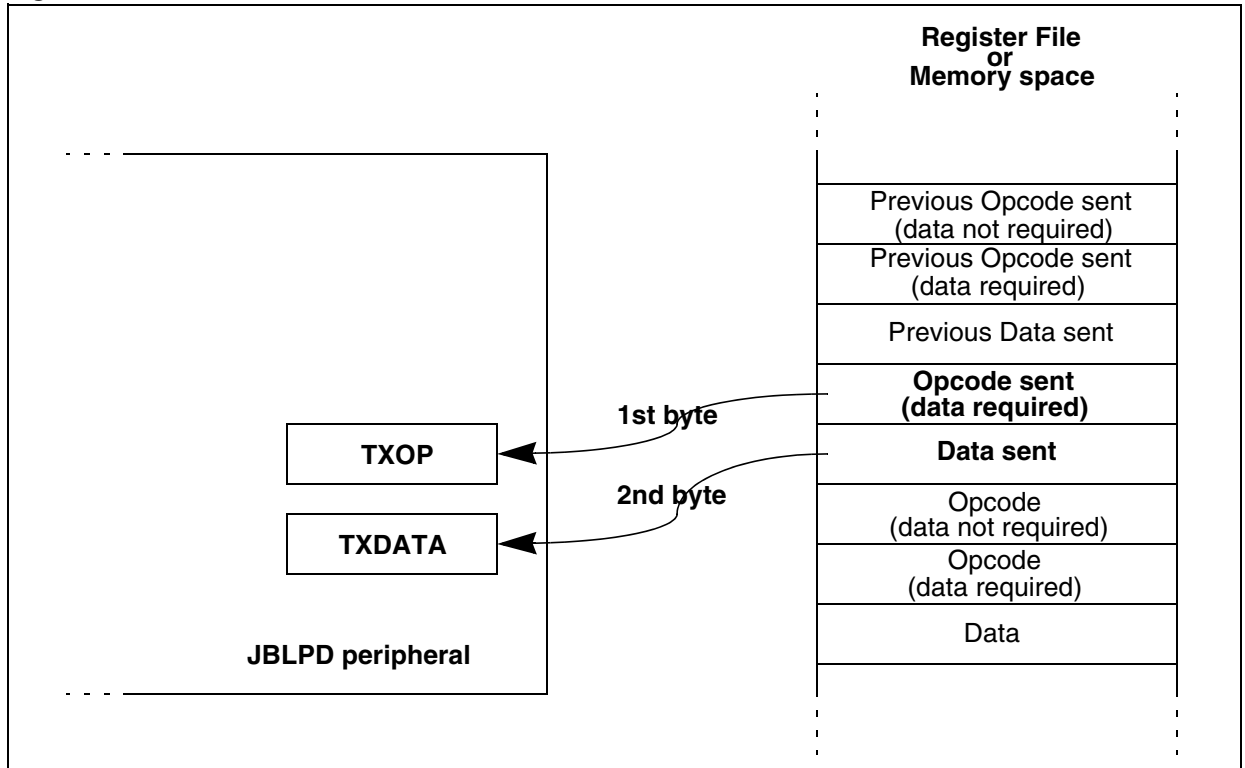 Register File
or
Memory space
Previous Opcode sent
(data not required)
Previous Opcode sent
(data required)
Previous Data sent
Opcode sent
(data required)
1st byte
TXOP
Data sent
2nd byte
Opcode
(data not required)
TXDATA
Opcode
(data required)
Data
JBLPD peripheral